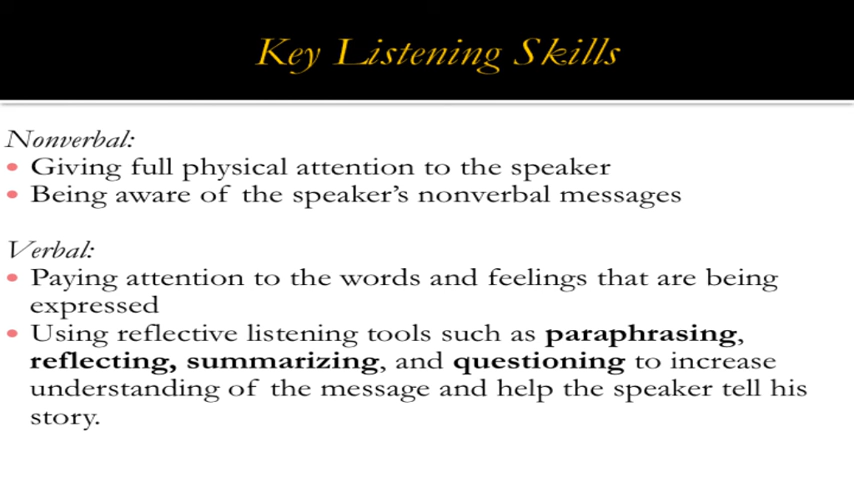 Key Listening Skills
Nonverbal:
• Giving full physical attention to the speaker
• Being aware of the speaker’s nonverbal messages
Verbal:
• Paying attention to the words and feelings that are being
expressed
• Using reflective listening tools such as paraphrasing,
reflecting, summarizing, and questioning to increase
understanding of the message and help the speaker tell his
story.